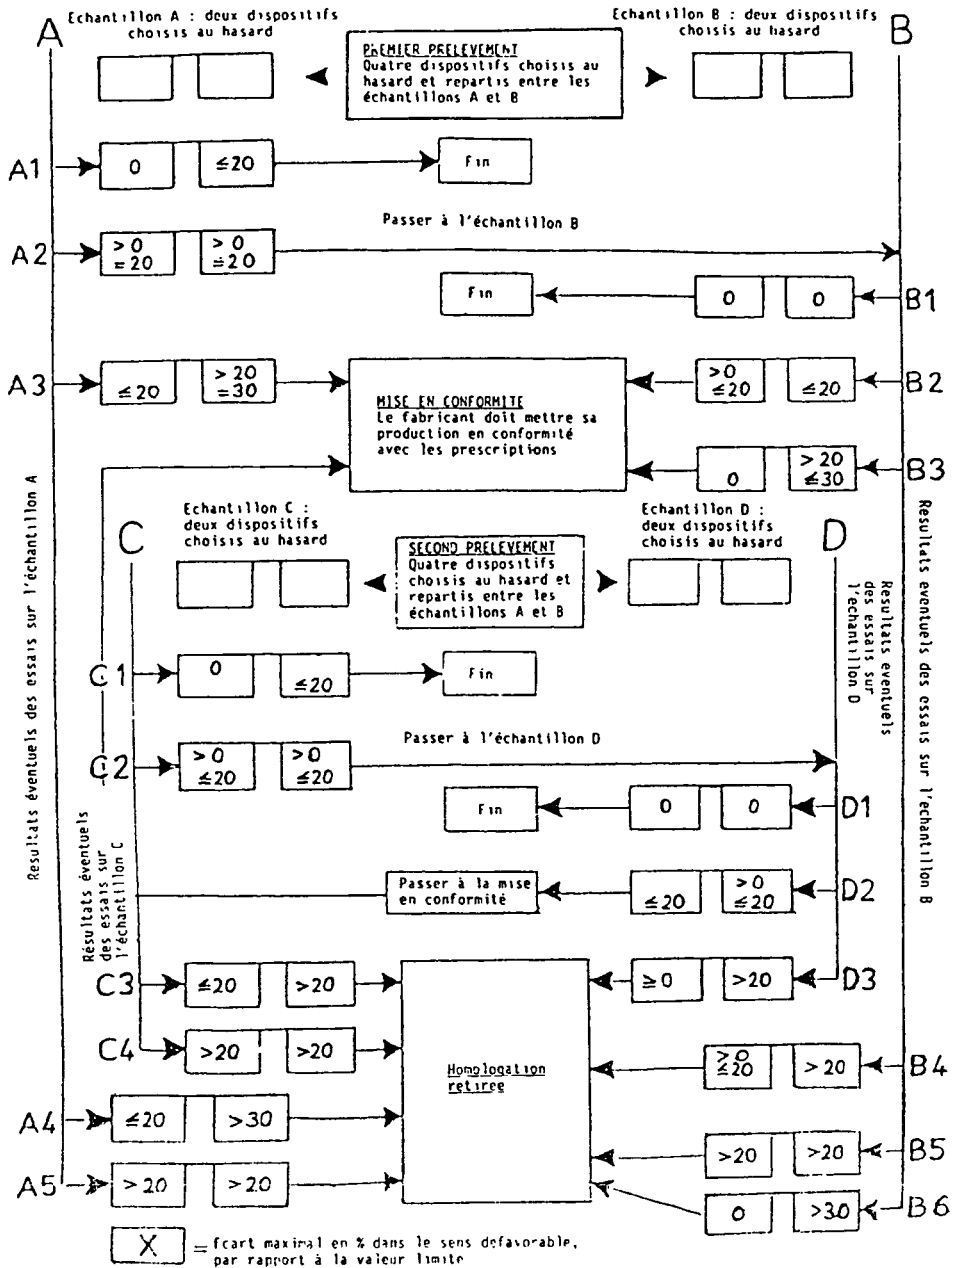 A
Echantillon A : deux dispositifs
choisis au hasard
PREMIER PRELEVEMENT
Quatre dispositifs choisis au
hasard et repartis entre les
échantillons A et B
Echantillon B : deux dispositifs
choisis au hasard
B
A1
0
≤20
Fin
Passer à l'échantillon B
A2
>0
=20
>0
=20
Fin
0
0
B1
A3
≤20
>20
=30
MISE EN CONFORMITE
Le fabricant doit mettre sa
production en conformité
avec les prescriptions
>0
≤20
≤20
B2
0
>20
≤30
B3
Resultats éventuels des essais sur l'échantillon A
Resultats eventuels des essais sur l'echantillon B
C
Echantillon C :
deux dispositifs
choisis au hasard
SECOND PRELEVEMENT
Quatre dispositifs
choisis au hasard et
repartis entre les
échantillons A et B
Echantillon D :
deux dispositifs
choisis au hasard
D
Resultats eventuels
des essais sur
l'echantillon D
C1
0
≤20
Fin
Passer à l'échantillon D
C2
>0
≤20
>0
≤20
Fin
0
0
D1
Résultats éventuels
des essais sur
l'échantillon C
Passer à la mise
en conformité
≤20
>0
≤20
D2
C3
≤20
>20
≥0
>20
D3
C4
>20
>20
Homologation
retiree
>0
≤20
>20
B4
A4
≤20
>30
>20
>20
B5
A5
>20
>20
0
>30
B6
X
= Ecart maximal en % dans le sens defavorable,
par rapport à la valeur limite